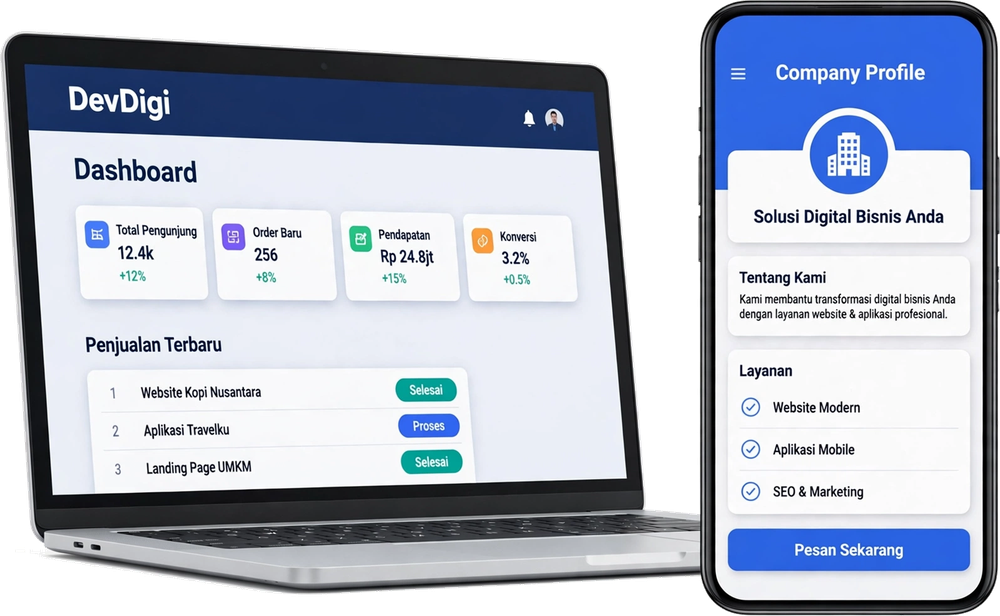 DevDigi
Dashboard
Total Pengunjung
12.4k
+12%
Order Baru
256
+8%
Pendapatan
Rp 24.8jt
+15%
Konversi
3.2%
+0.5%
Penjualan Terbaru
1 Website Kopi Nusantara Selesai
2 Aplikasi Travelku Proses
3 Landing Page UMKM Selesai
Company Profile
Solusi Digital Bisnis Anda
Tentang Kami
Kami membantu transformasi digital bisnis Anda
dengan layanan website & aplikasi profesional.
Layanan
Website Modern
Aplikasi Mobile
SEO & Marketing
Pesan Sekarang